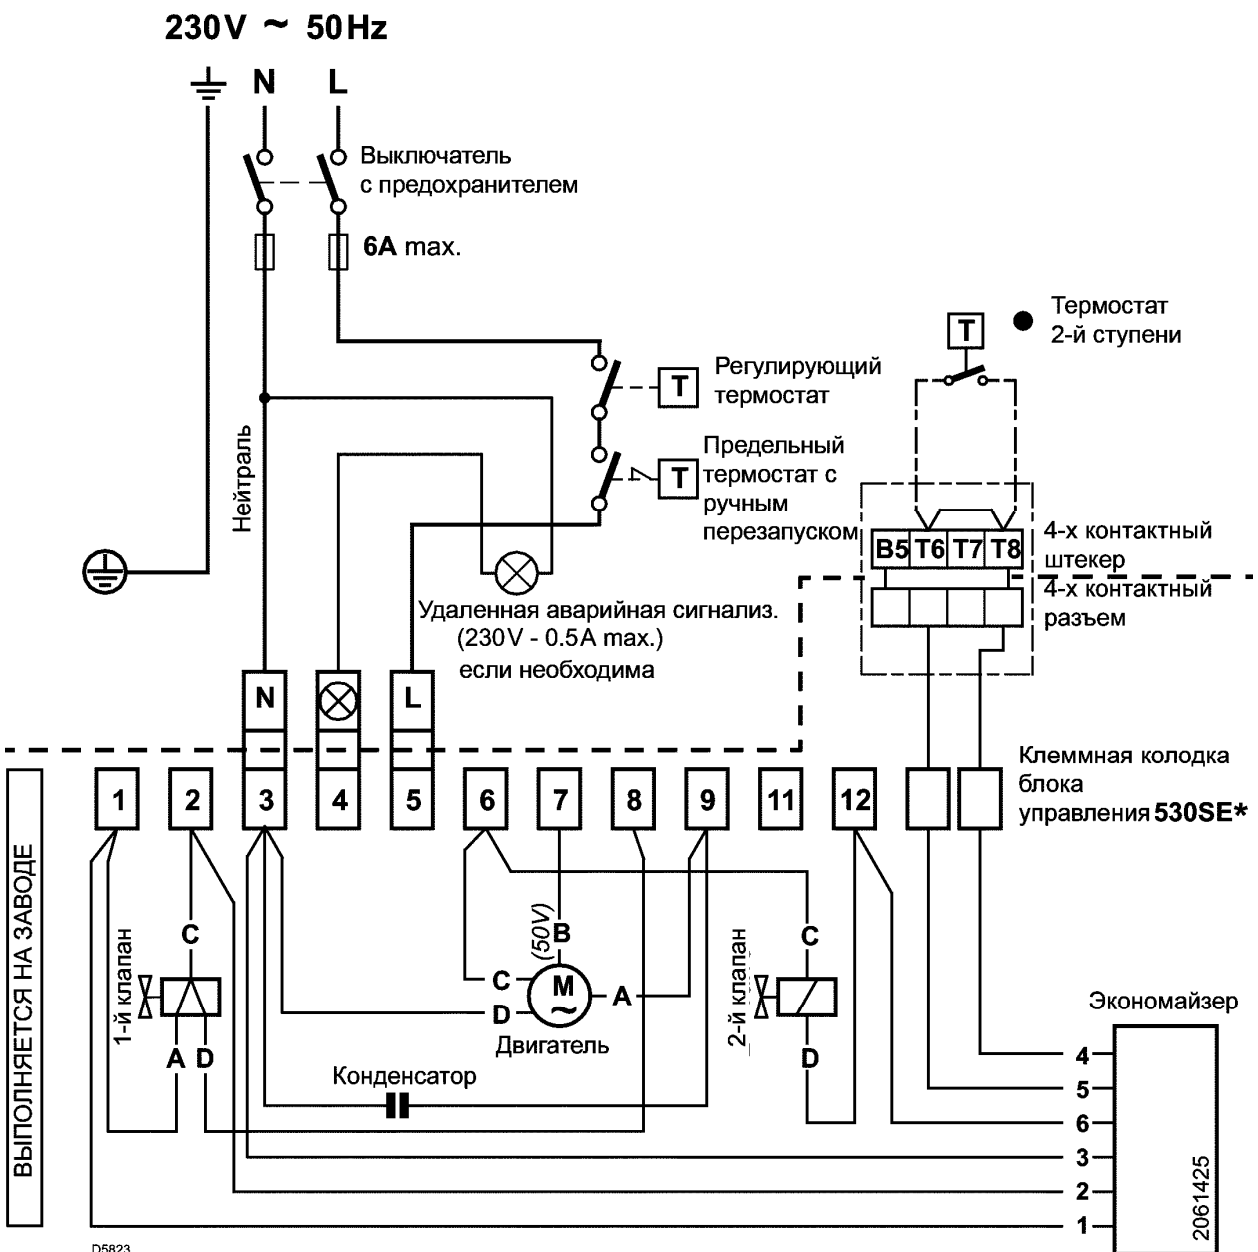 230V ~ 50Hz
N L
Выключатель
с предохранителем
6A max.
Термостат
2-й ступени
T
Регулирующий
термостат
T
Нейтраль
Предельный
термостат с
ручным
перезапуском
T
B5 T6 T7 T8
4-х контактный
штекер
4-х контактный
разъем
Удаленная аварийная сигнализ.
(230V - 0.5A max.)
если необходима
N L
Клеммная колодка
блока
управления 530SE*
1 2 3 4 5 6 7 8 9 11 12
ВЫПОЛНЯЕТСЯ НА ЗАВОДЕ
1-й клапан
C
A D
(50V)
B
C
D
M
~
A
Двигатель
2-й клапан
C
D
Конденсатор
Экономайзер
4
5
6
3
2
1
2061425
D5823